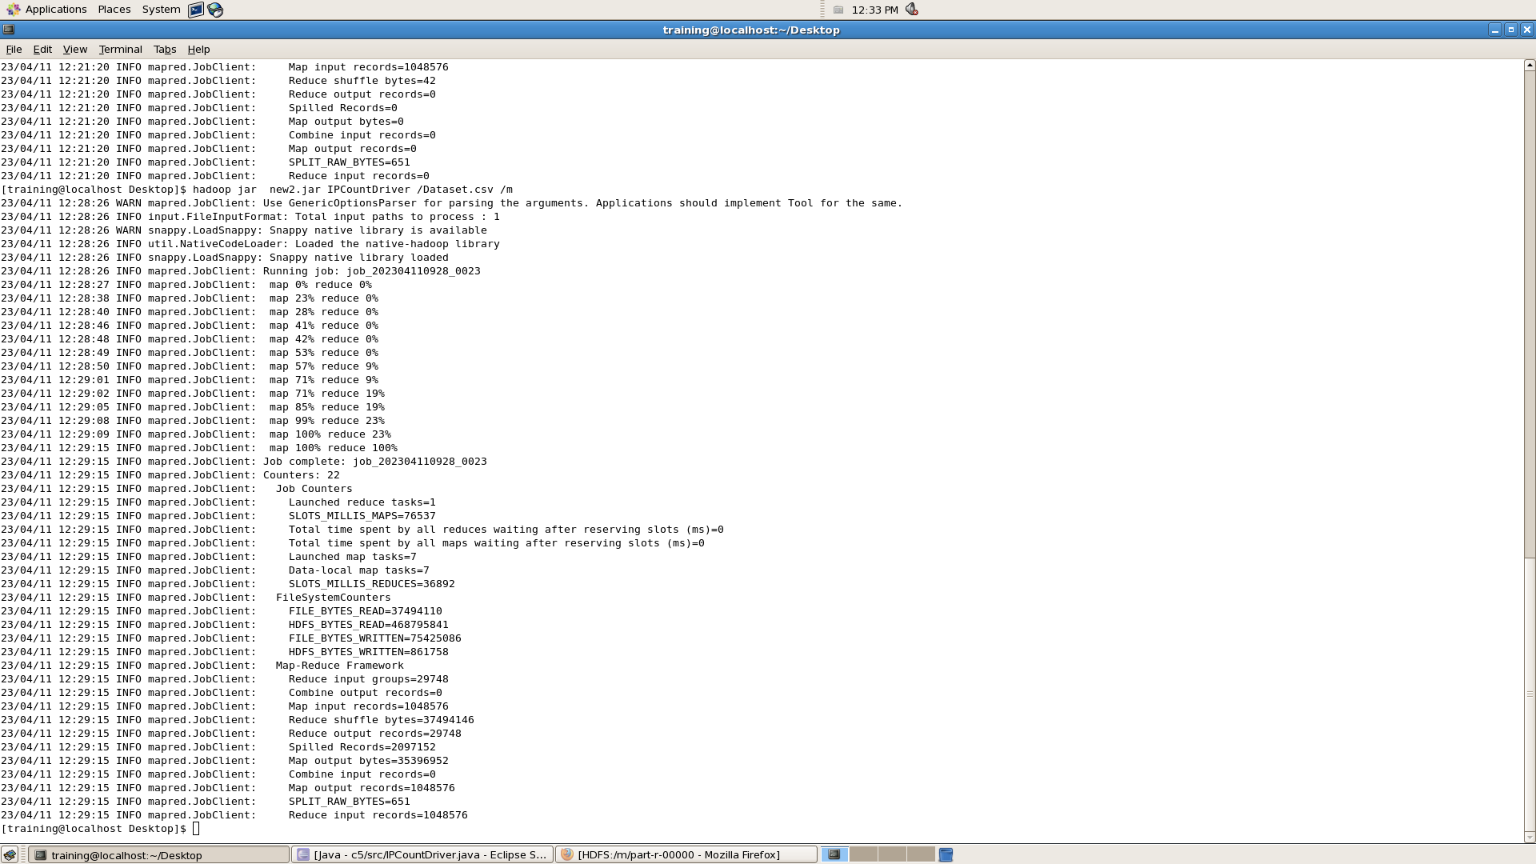 Applications Places System 12:33 PM
training@localhost:~/Desktop
File Edit View Terminal Tabs Help
23/04/11 12:21:20 INFO mapred.JobClient:     Map input records=1048576
23/04/11 12:21:20 INFO mapred.JobClient:     Reduce shuffle bytes=42
23/04/11 12:21:20 INFO mapred.JobClient:     Reduce output records=0
23/04/11 12:21:20 INFO mapred.JobClient:     Spilled Records=0
23/04/11 12:21:20 INFO mapred.JobClient:     Map output bytes=0
23/04/11 12:21:20 INFO mapred.JobClient:     Combine input records=0
23/04/11 12:21:20 INFO mapred.JobClient:     Map output records=0
23/04/11 12:21:20 INFO mapred.JobClient:     SPLIT_RAW_BYTES=651
23/04/11 12:21:20 INFO mapred.JobClient:     Reduce input records=0
[training@localhost Desktop]$ hadoop jar  new2.jar IPCountDriver /Dataset.csv /m
23/04/11 12:28:26 WARN mapred.JobClient: Use GenericOptionsParser for parsing the arguments. Applications should implement Tool for the same.
23/04/11 12:28:26 INFO input.FileInputFormat: Total input paths to process : 1
23/04/11 12:28:26 WARN snappy.LoadSnappy: Snappy native library is available
23/04/11 12:28:26 INFO util.NativeCodeLoader: Loaded the native-hadoop library
23/04/11 12:28:26 INFO snappy.LoadSnappy: Snappy native library loaded
23/04/11 12:28:26 INFO mapred.JobClient: Running job: job_202304110928_0023
23/04/11 12:28:27 INFO mapred.JobClient:  map 0% reduce 0%
23/04/11 12:28:38 INFO mapred.JobClient:  map 23% reduce 0%
23/04/11 12:28:40 INFO mapred.JobClient:  map 28% reduce 0%
23/04/11 12:28:46 INFO mapred.JobClient:  map 41% reduce 0%
23/04/11 12:28:48 INFO mapred.JobClient:  map 42% reduce 0%
23/04/11 12:28:49 INFO mapred.JobClient:  map 53% reduce 0%
23/04/11 12:28:50 INFO mapred.JobClient:  map 57% reduce 9%
23/04/11 12:29:01 INFO mapred.JobClient:  map 71% reduce 9%
23/04/11 12:29:02 INFO mapred.JobClient:  map 71% reduce 19%
23/04/11 12:29:05 INFO mapred.JobClient:  map 85% reduce 19%
23/04/11 12:29:08 INFO mapred.JobClient:  map 99% reduce 23%
23/04/11 12:29:09 INFO mapred.JobClient:  map 100% reduce 23%
23/04/11 12:29:15 INFO mapred.JobClient:  map 100% reduce 100%
23/04/11 12:29:15 INFO mapred.JobClient: Job complete: job_202304110928_0023
23/04/11 12:29:15 INFO mapred.JobClient: Counters: 22
23/04/11 12:29:15 INFO mapred.JobClient:   Job Counters
23/04/11 12:29:15 INFO mapred.JobClient:     Launched reduce tasks=1
23/04/11 12:29:15 INFO mapred.JobClient:     SLOTS_MILLIS_MAPS=76537
23/04/11 12:29:15 INFO mapred.JobClient:     Total time spent by all reduces waiting after reserving slots (ms)=0
23/04/11 12:29:15 INFO mapred.JobClient:     Total time spent by all maps waiting after reserving slots (ms)=0
23/04/11 12:29:15 INFO mapred.JobClient:     Launched map tasks=7
23/04/11 12:29:15 INFO mapred.JobClient:     Data-local map tasks=7
23/04/11 12:29:15 INFO mapred.JobClient:     SLOTS_MILLIS_REDUCES=36892
23/04/11 12:29:15 INFO mapred.JobClient:   FileSystemCounters
23/04/11 12:29:15 INFO mapred.JobClient:     FILE_BYTES_READ=37494110
23/04/11 12:29:15 INFO mapred.JobClient:     HDFS_BYTES_READ=468795841
23/04/11 12:29:15 INFO mapred.JobClient:     FILE_BYTES_WRITTEN=75425086
23/04/11 12:29:15 INFO mapred.JobClient:     HDFS_BYTES_WRITTEN=861758
23/04/11 12:29:15 INFO mapred.JobClient:   Map-Reduce Framework
23/04/11 12:29:15 INFO mapred.JobClient:     Reduce input groups=29748
23/04/11 12:29:15 INFO mapred.JobClient:     Combine output records=0
23/04/11 12:29:15 INFO mapred.JobClient:     Map input records=1048576
23/04/11 12:29:15 INFO mapred.JobClient:     Reduce shuffle bytes=37494146
23/04/11 12:29:15 INFO mapred.JobClient:     Reduce output records=29748
23/04/11 12:29:15 INFO mapred.JobClient:     Spilled Records=2097152
23/04/11 12:29:15 INFO mapred.JobClient:     Map output bytes=35396952
23/04/11 12:29:15 INFO mapred.JobClient:     Combine input records=0
23/04/11 12:29:15 INFO mapred.JobClient:     Map output records=1048576
23/04/11 12:29:15 INFO mapred.JobClient:     SPLIT_RAW_BYTES=651
23/04/11 12:29:15 INFO mapred.JobClient:     Reduce input records=1048576
[training@localhost Desktop]$
training@localhost:~/Desktop [Java - c5/src/IPCountDriver.java - Eclipse S... [HDFS:/m/part-r-00000 - Mozilla Firefox]